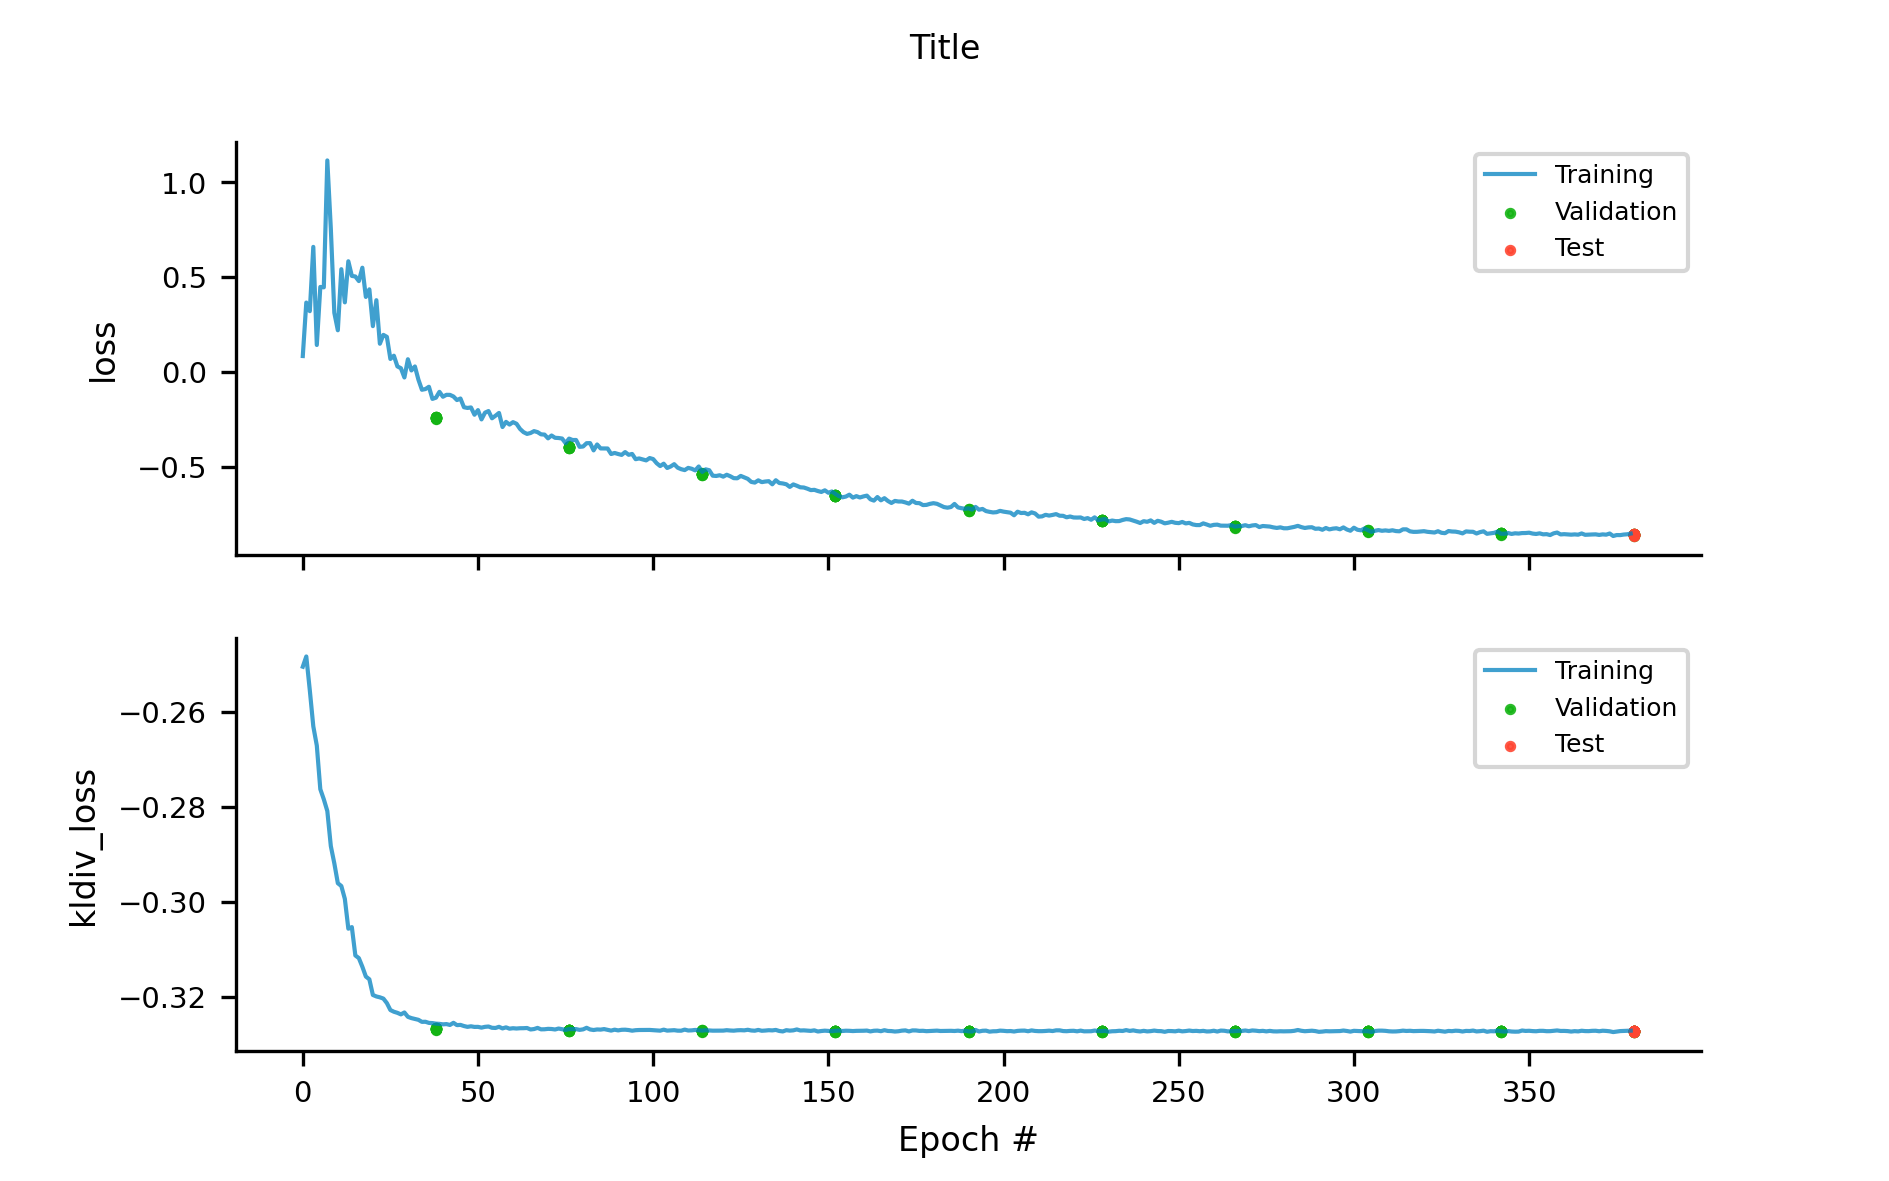 Title
1.0
0.5
0.0
−0.5
loss
Training
Validation
Test
−0.26
−0.28
−0.30
−0.32
kldiv_loss
Training
Validation
Test
0 50 100 150 200 250 300 350
Epoch #